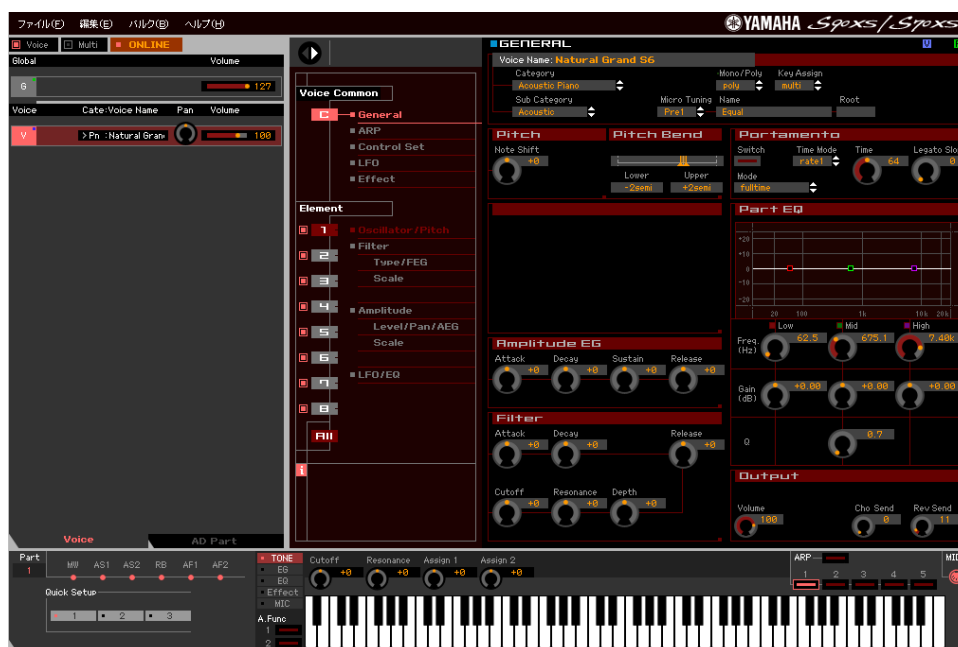 ファイル(F) 編集(E) バルク(B) ヘルプ(H)
YAMAHA S90XS/S70XS
Voice Multi ONLINE
Global Volume
G 127
Voice Cate:Voice Name Pan Volume
V >Pn :Natural Gran 100
Voice AD Part
Voice Common
C General
ARP
Control Set
LFO
Effect
Element
1 Oscillator/Pitch
2 Filter
Type/FEG
3 Scale
4 Amplitude
5 Level/Pan/AEG
Scale
6
7 LFO/EQ
8
All
i
GENERAL V
Voice Name: Natural Grand S6
Category Mono/Poly Key Assign
Acoustic Piano poly multi
Sub Category Micro Tuning Name Root
Acoustic Pre1 Equal
Pitch
Note Shift
+0
Pitch Bend
Lower Upper
-2semi +2semi
Portamento
Switch Time Mode Time Legato Slo
rate1 64 0
Mode
fulltime
Part EQ
+20
+10
0
-10
-20
20 100 1k 10k 20k
Low Mid High
Freq. (Hz) 62.5 675.1 7.40k
Gain (dB) +0.00 +0.00 +0.00
Q 0.7
Amplitude EG
Attack Decay Sustain Release
+0 +0 +0 +0
Filter
Attack Decay Release
+0 +0 +0
Cutoff Resonance Depth
+0 +0 +0
Output
Volume Cho Send Rev Send
100 0 11
Part
1
MW AS1 AS2 RB AF1 AF2
Quick Setup
1 2 3
TONE
EG
EQ
Effect
MIC
A.Func
1
2
Cutoff Resonance Assign 1 Assign 2
+0 +0 +0 +0
ARP
1 2 3 4 5